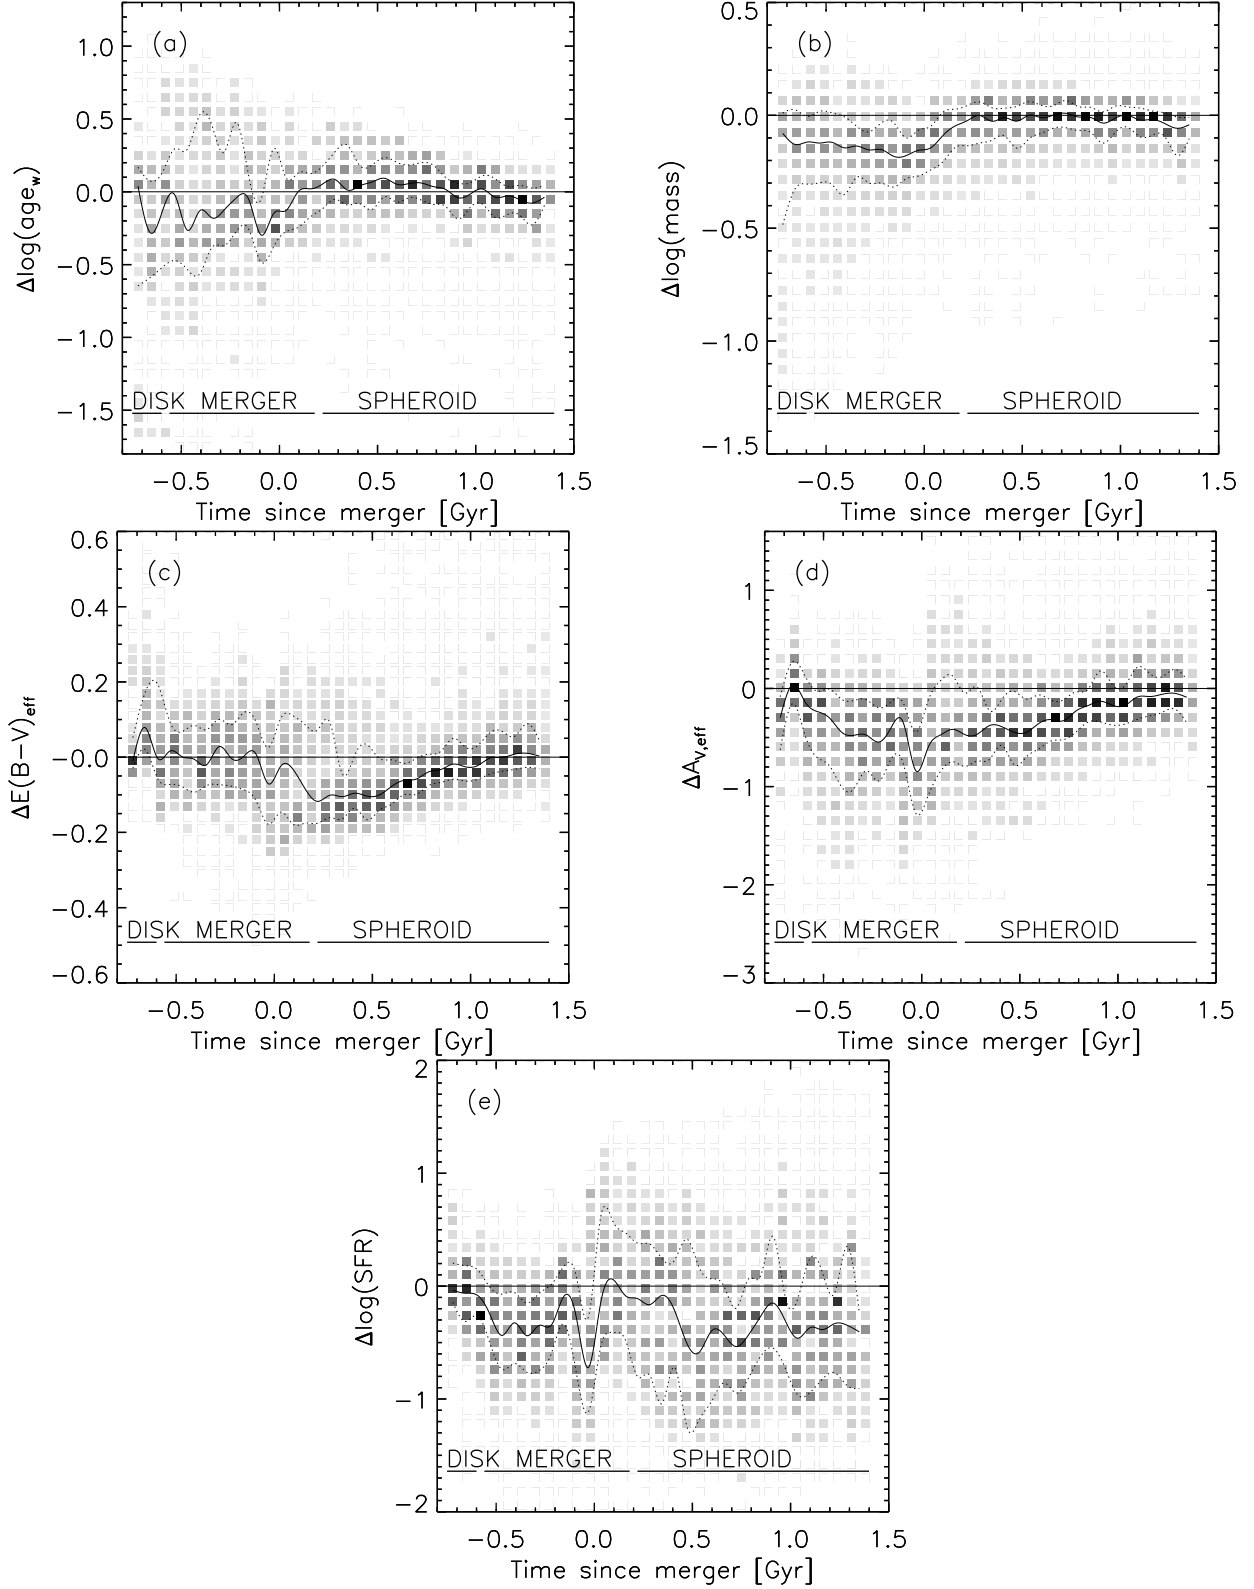 (a)
1.0
0.5
0.0
−0.5
−1.0
−1.5
Δlog(age_w)
DISK MERGER SPHEROID
−0.5 0.0 0.5 1.0 1.5
Time since merger [Gyr]
(b)
0.5
0.0
−0.5
−1.0
−1.5
Δlog(mass)
DISK MERGER SPHEROID
−0.5 0.0 0.5 1.0 1.5
Time since merger [Gyr]
(c)
0.6
0.4
0.2
−0.0
−0.2
−0.4
−0.6
ΔE(B−V)_eff
DISK MERGER SPHEROID
−0.5 0.0 0.5 1.0 1.5
Time since merger [Gyr]
(d)
1
0
−1
−2
−3
ΔA_V,eff
DISK MERGER SPHEROID
−0.5 0.0 0.5 1.0 1.5
Time since merger [Gyr]
(e)
2
1
0
−1
−2
Δlog(SFR)
DISK MERGER SPHEROID
−0.5 0.0 0.5 1.0 1.5
Time since merger [Gyr]